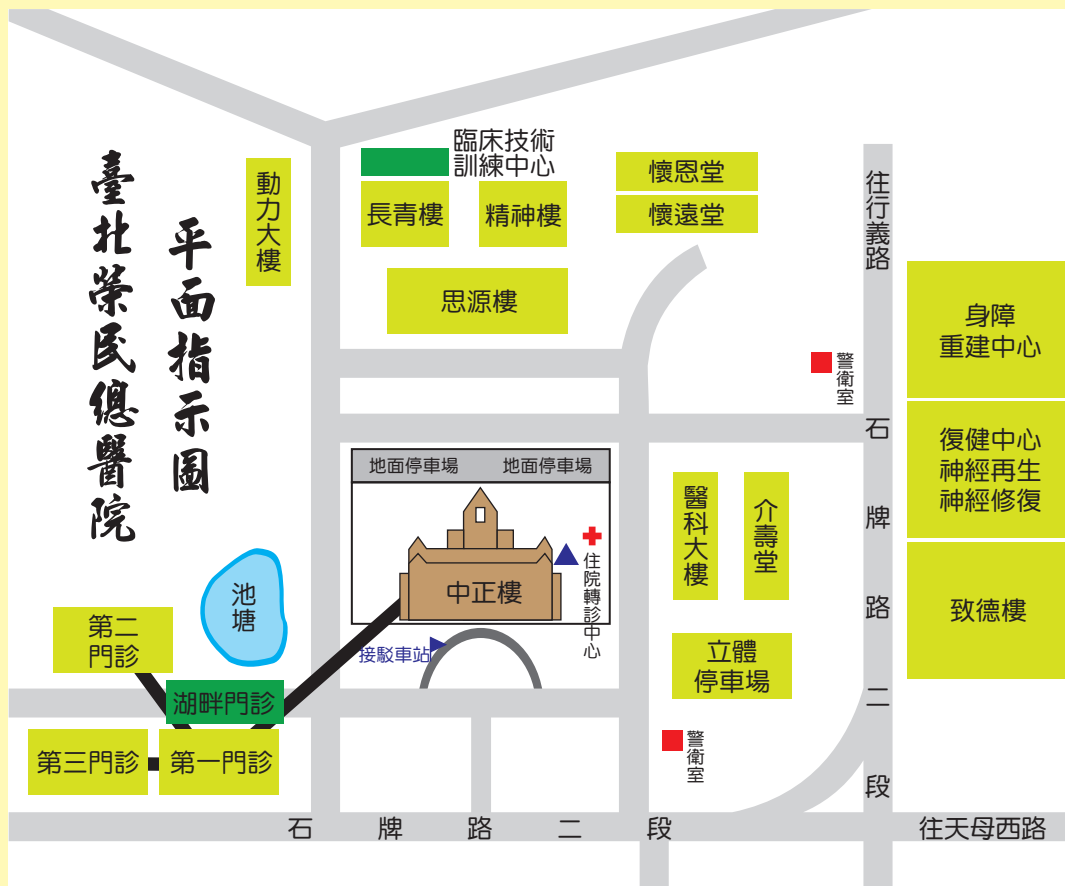 臺北榮民總醫院
平面指示圖
動力大樓
臨床技術
訓練中心
長青樓
精神樓
懷恩堂
懷遠堂
思源樓
往行義路
身障
重建中心
警衛室
石牌路二段
復健中心
神經再生
神經修復
地面停車場
地面停車場
醫科大樓
介壽堂
中正樓
住院轉診中心
池塘
致德樓
第二
門診
接駁車站
立體
停車場
湖畔門診
第三門診
第一門診
警衛室
石牌路二段
往天母西路